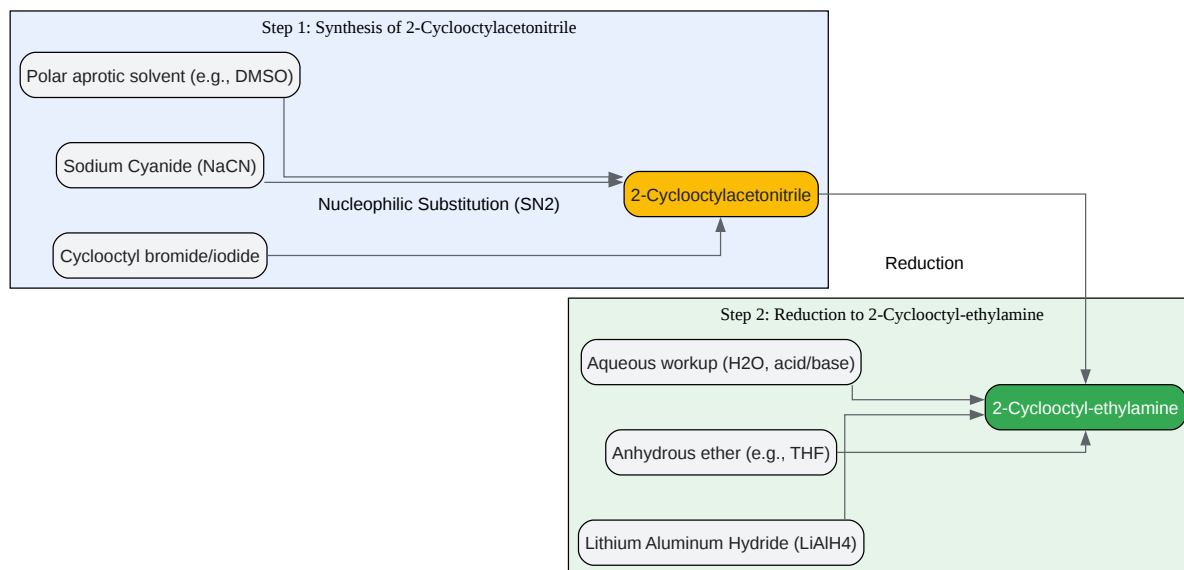 Step 1: Synthesis of 2-Cyclooctylacetonitrile
Polar aprotic solvent (e.g., DMSO)
Sodium Cyanide (NaCN)
2-Cyclooctylacetonitrile
Nucleophilic Substitution (SN2)
Cyclooctyl bromide/iodide
Reduction
Step 2: Reduction to 2-Cyclooctyl-ethylamine
Aqueous workup (H2O, acid/base)
2-Cyclooctyl-ethylamine
Anhydrous ether (e.g., THF)
Lithium Aluminum Hydride (LiAlH4)